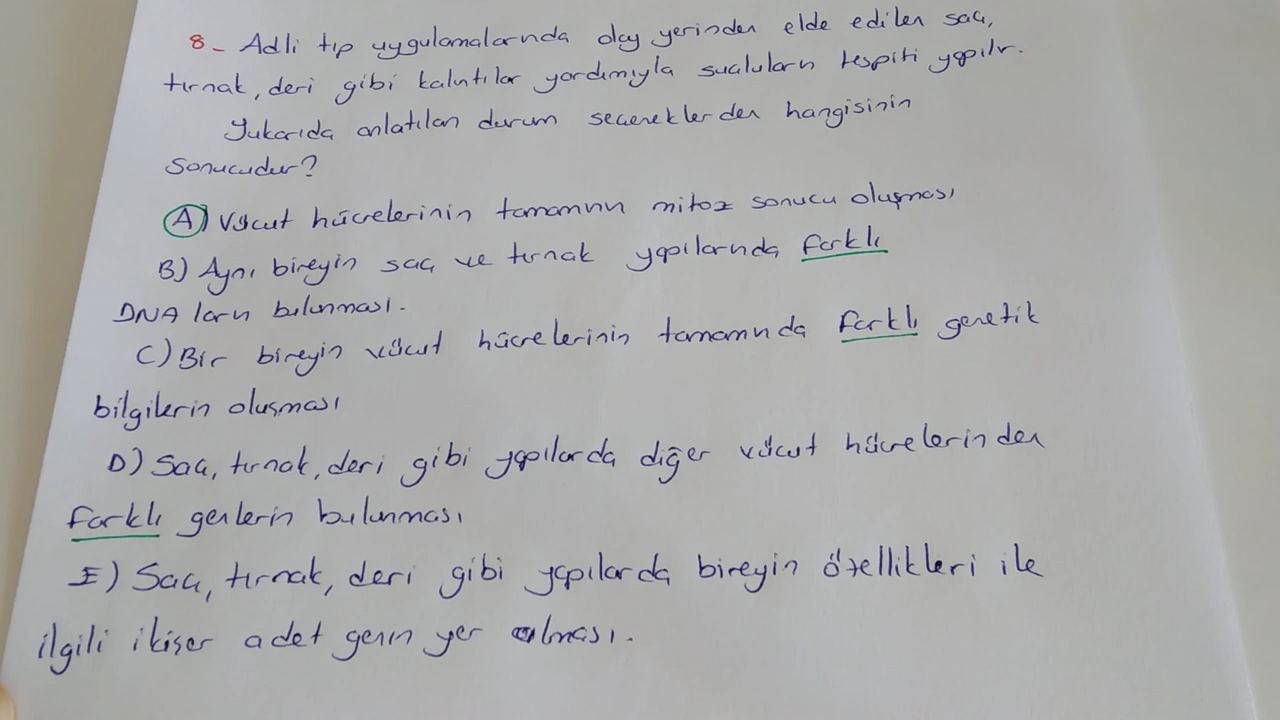 8- Adli tıp uygulamalarında olay yerinden elde edilen saç,
tırnak, deri gibi kalıntılar yardımıyla suçluların tespiti yapılır.
Yukarıda anlatılan durum seçeneklerden hangisinin
sonucudur?
A) Vücut hücrelerinin tamamının mitoz sonucu oluşması
B) Aynı bireyin saç ve tırnak yapılarında farklı
DNA ların bulunması.
C) Bir bireyin vücut hücrelerinin tamamında farklı genetik
bilgilerin oluşması
D) Saç, tırnak, deri gibi yapılarda diğer vücut hücrelerinden
farklı genlerin bulunması
E) Saç, tırnak, deri gibi yapılarda bireyin özellikleri ile
ilgili ikişer adet genin yer alması.